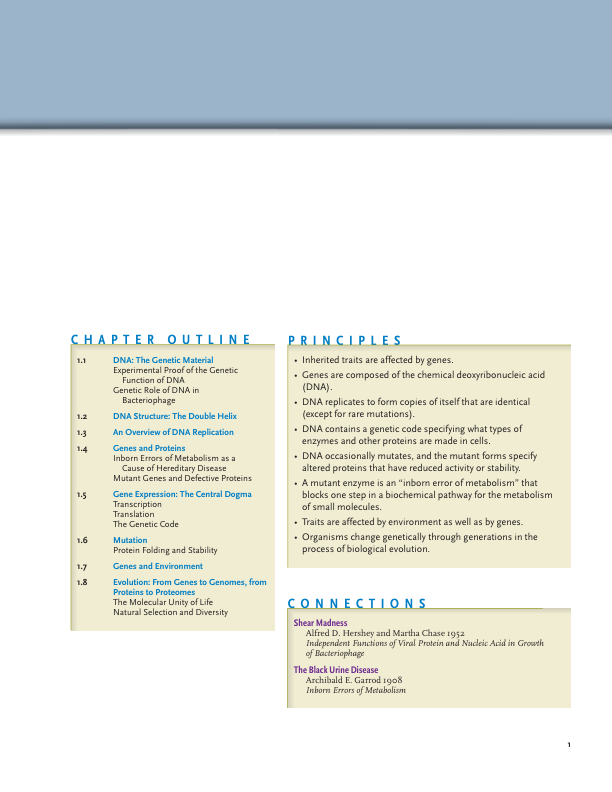 CHAPTER OUTLINE
1.1 DNA: The Genetic Material
Experimental Proof of the Genetic
Function of DNA
Genetic Role of DNA in
Bacteriophage
1.2 DNA Structure: The Double Helix
1.3 An Overview of DNA Replication
1.4 Genes and Proteins
Inborn Errors of Metabolism as a
Cause of Hereditary Disease
Mutant Genes and Defective Proteins
1.5 Gene Expression: The Central Dogma
Transcription
Translation
The Genetic Code
1.6 Mutation
Protein Folding and Stability
1.7 Genes and Environment
1.8 Evolution: From Genes to Genomes, from
Proteins to Proteomes
The Molecular Unity of Life
Natural Selection and Diversity
PRINCIPLES
• Inherited traits are affected by genes.
• Genes are composed of the chemical deoxyribonucleic acid
(DNA).
• DNA replicates to form copies of itself that are identical
(except for rare mutations).
• DNA contains a genetic code specifying what types of
enzymes and other proteins are made in cells.
• DNA occasionally mutates, and the mutant forms specify
altered proteins that have reduced activity or stability.
• A mutant enzyme is an “inborn error of metabolism” that
blocks one step in a biochemical pathway for the metabolism
of small molecules.
• Traits are affected by environment as well as by genes.
• Organisms change genetically through generations in the
process of biological evolution.
CONNECTIONS
Shear Madness
Alfred D. Hershey and Martha Chase 1952
Independent Functions of Viral Protein and Nucleic Acid in Growth
of Bacteriophage
The Black Urine Disease
Archibald E. Garrod 1908
Inborn Errors of Metabolism
1